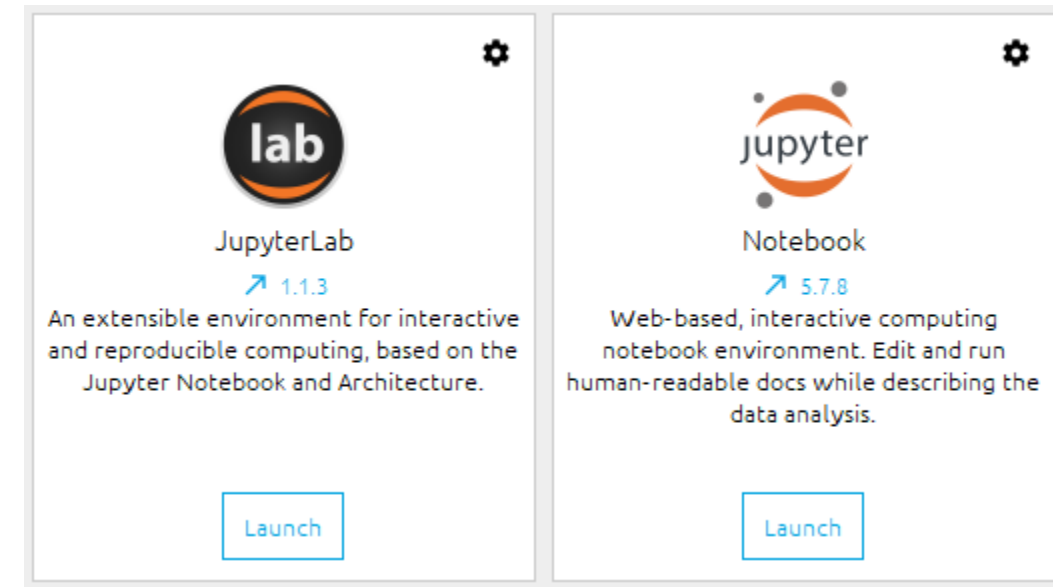 lab
JupyterLab
1.1.3
An extensible environment for interactive
and reproducible computing, based on the
Jupyter Notebook and Architecture.
Launch
jupyter
Notebook
5.7.8
Web-based, interactive computing
notebook environment. Edit and run
human-readable docs while describing the
data analysis.
Launch